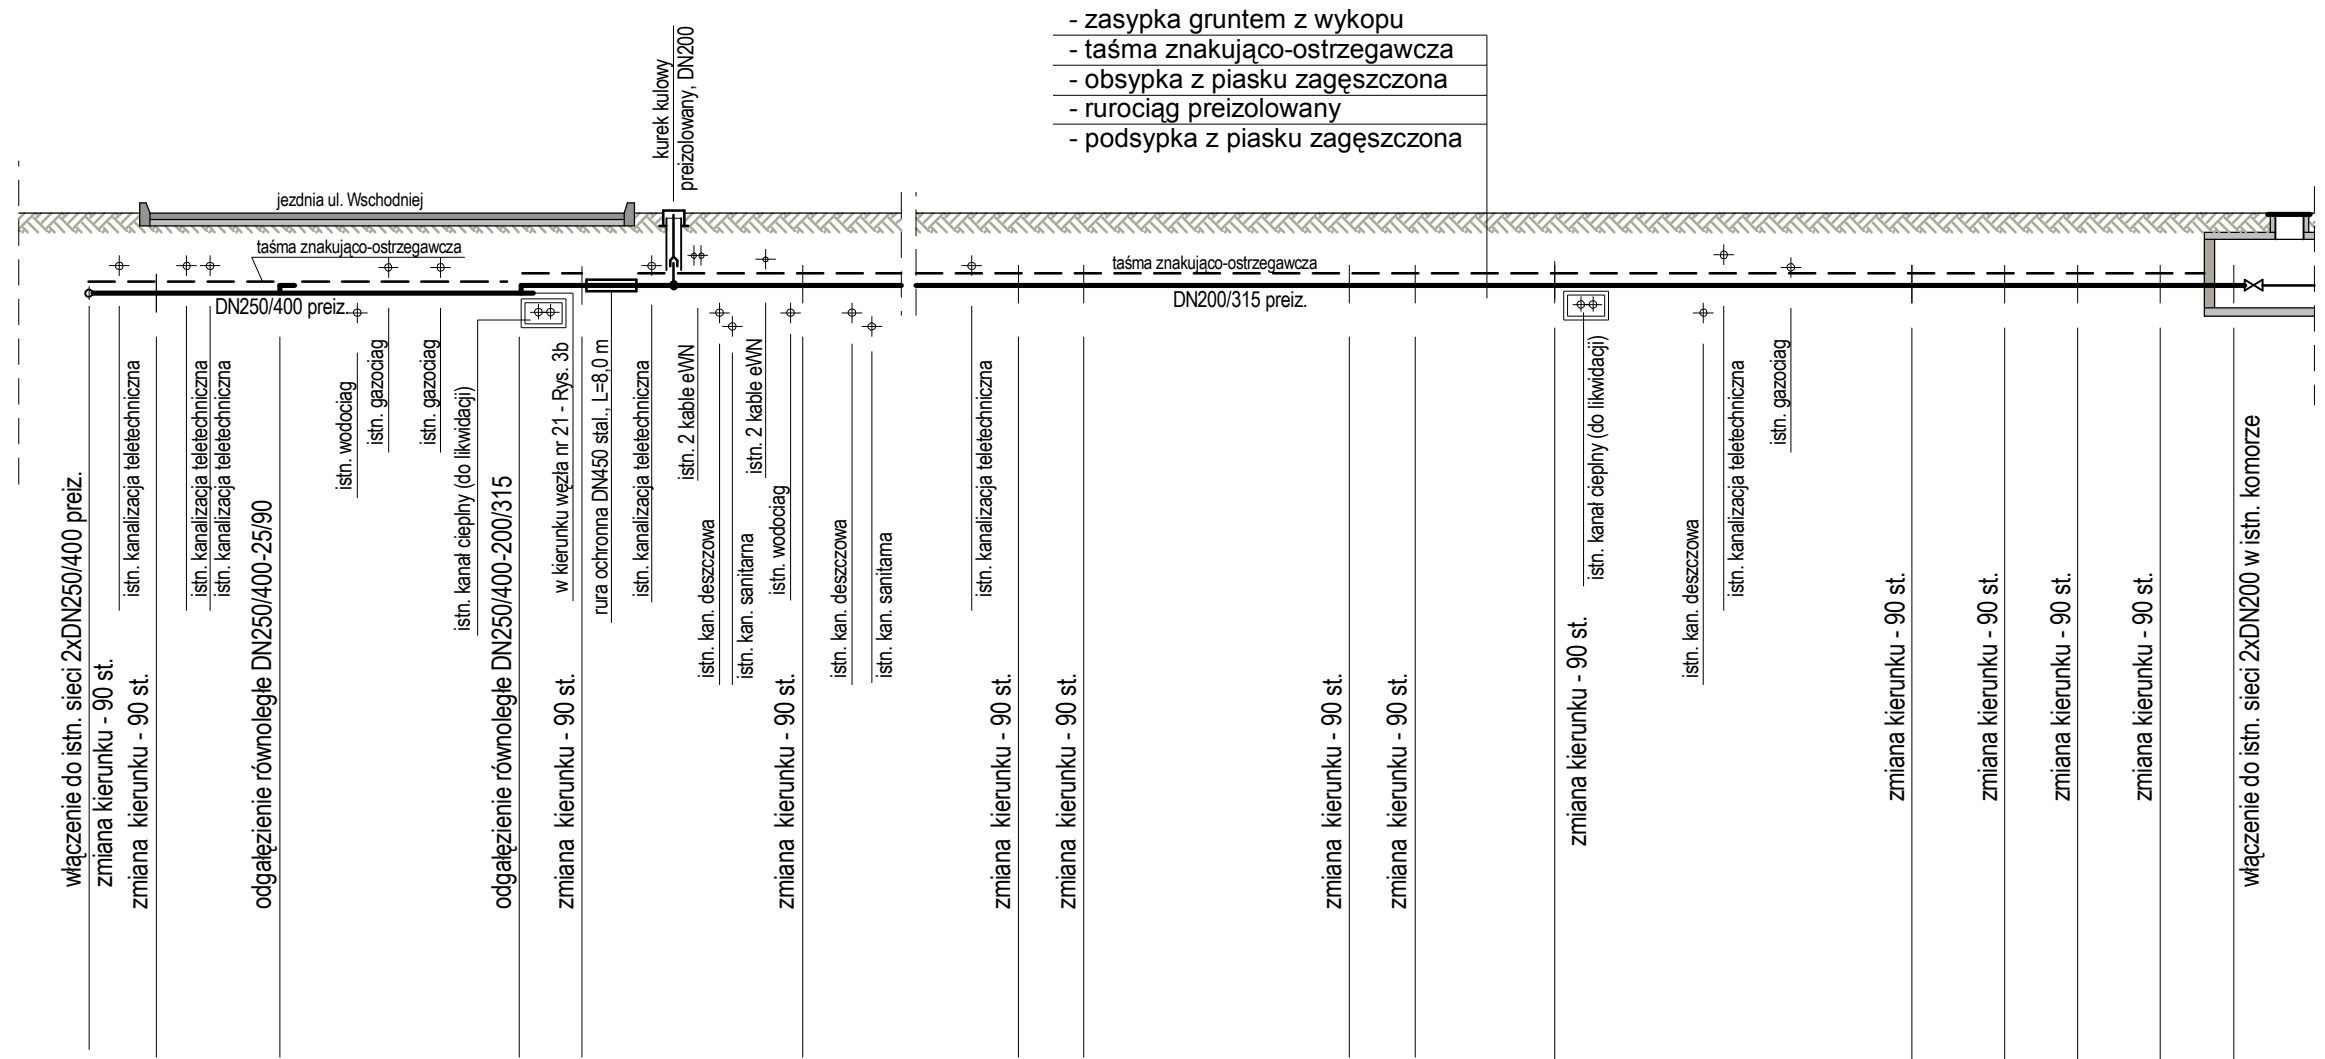 - zasypka gruntem z wykopu
- taśma znakująco-ostrzegawcza
- obsypka z piasku zagęszczona
- rurociąg preizolowany
- podsypka z piasku zagęszczona
kurek kulowy
preizolowany, DN200
jezdnia ul. Wschodniej
taśma znakująco-ostrzegawcza
taśma znakująco-ostrzegawcza
DN250/400 preiz.
DN200/315 preiz.
włączenie do istn. sieci 2xDN250/400 preiz.
zmiana kierunku - 90 st.
istn. kanalizacja teletechniczna
zmiana kierunku - 90 st.
istn. kanalizacja teletechniczna
istn. kanalizacja teletechniczna
odgałęzienie równoległe DN250/400-25/90
istn. wodociag
istn. gazociag
istn. gazociag
istn. kanał cieplny (do likwidacji)
odgałęzienie równoległe DN250/400-200/315
w kierunku węzła nr 21 - Rys. 3b
zmiana kierunku - 90 st.
rura ochronna DN450 stal., L=8,0 m
istn. kanalizacja teletechniczna
istn. 2 kable eWN
istn. kan. deszczowa
istn. kan. sanitarna
istn. 2 kable eWN
istn. wodociag
zmiana kierunku - 90 st.
istn. kan. deszczowa
istn. kan. sanitarna
istn. kanalizacja teletechniczna
zmiana kierunku - 90 st.
zmiana kierunku - 90 st.
zmiana kierunku - 90 st.
zmiana kierunku - 90 st.
zmiana kierunku - 90 st.
istn. kanał cieplny (do likwidacji)
istn. kan. deszczowa
istn. kanalizacja teletechniczna
istn. gazociag
zmiana kierunku - 90 st.
zmiana kierunku - 90 st.
zmiana kierunku - 90 st.
zmiana kierunku - 90 st.
włączenie do istn. sieci 2xDN200 w istn. komorze